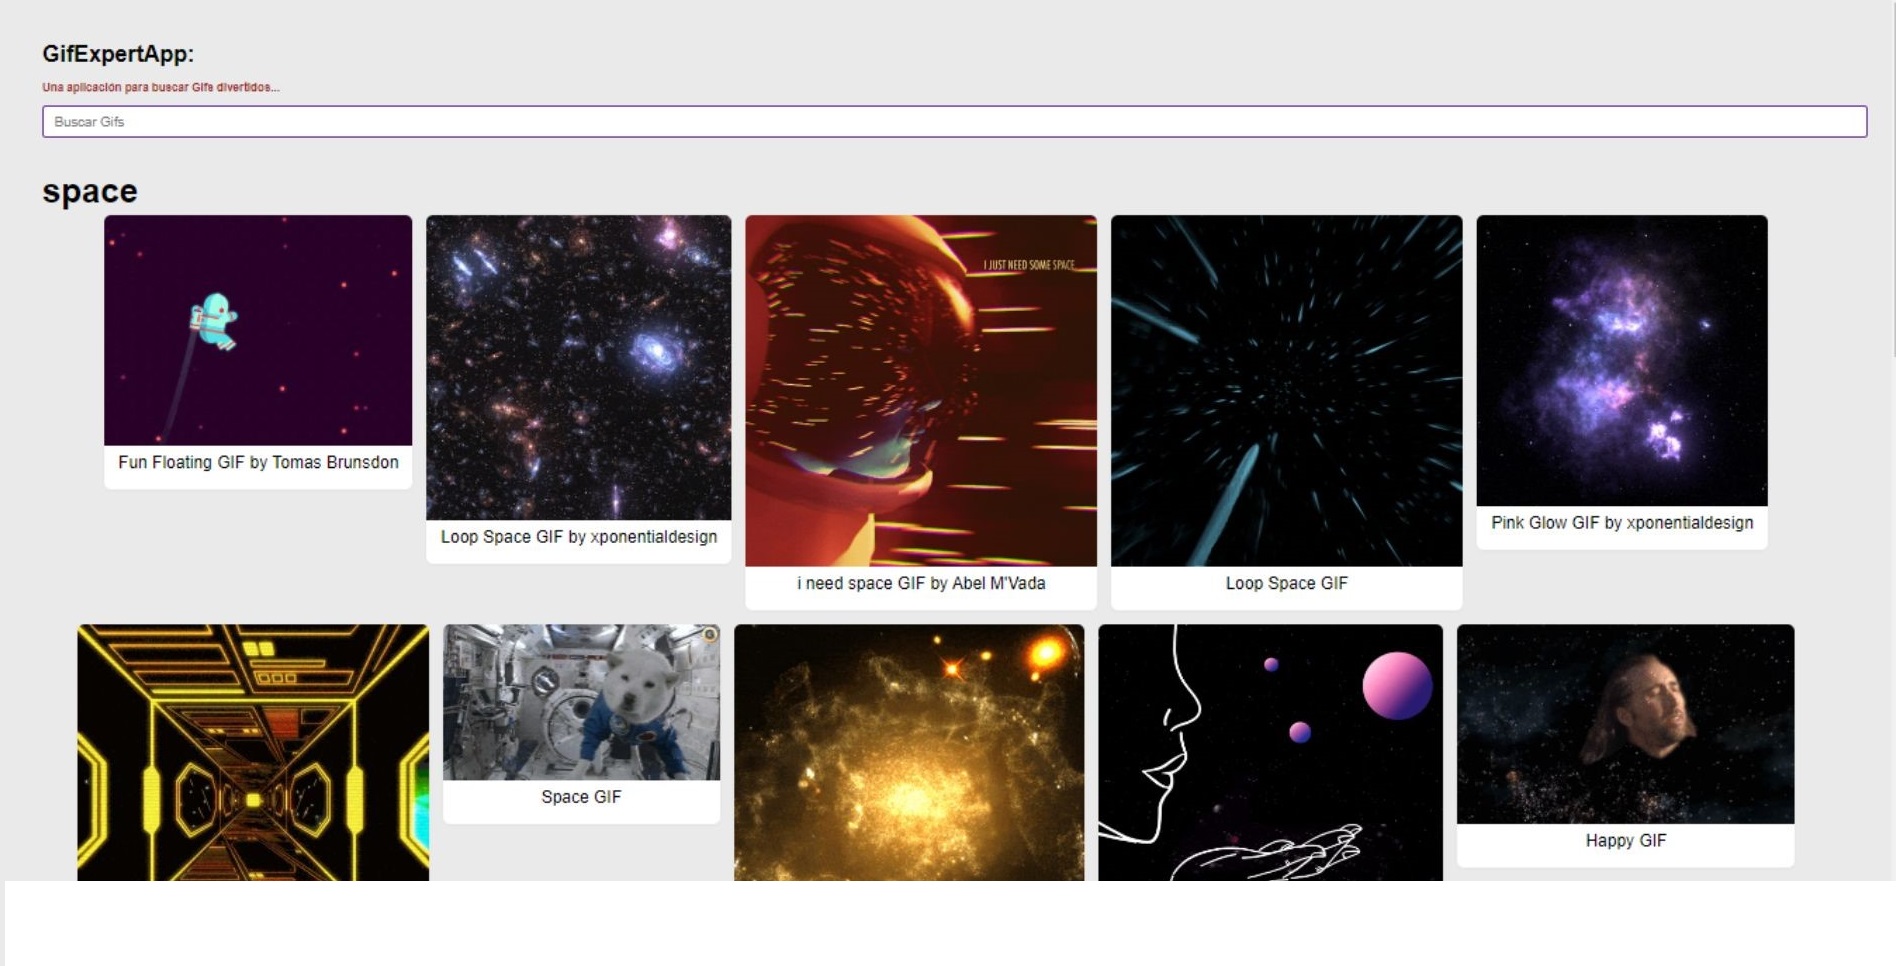 GifExpertApp:
Una aplicación para buscar Gifs divertidos...
Buscar Gifs
space
I JUST NEED SOME SPACE
Fun Floating GIF by Tomas Brunsdon
Loop Space GIF by xponentialdesign
i need space GIF by Abel M'Vada
Loop Space GIF
Pink Glow GIF by xponentialdesign
Space GIF
Happy GIF